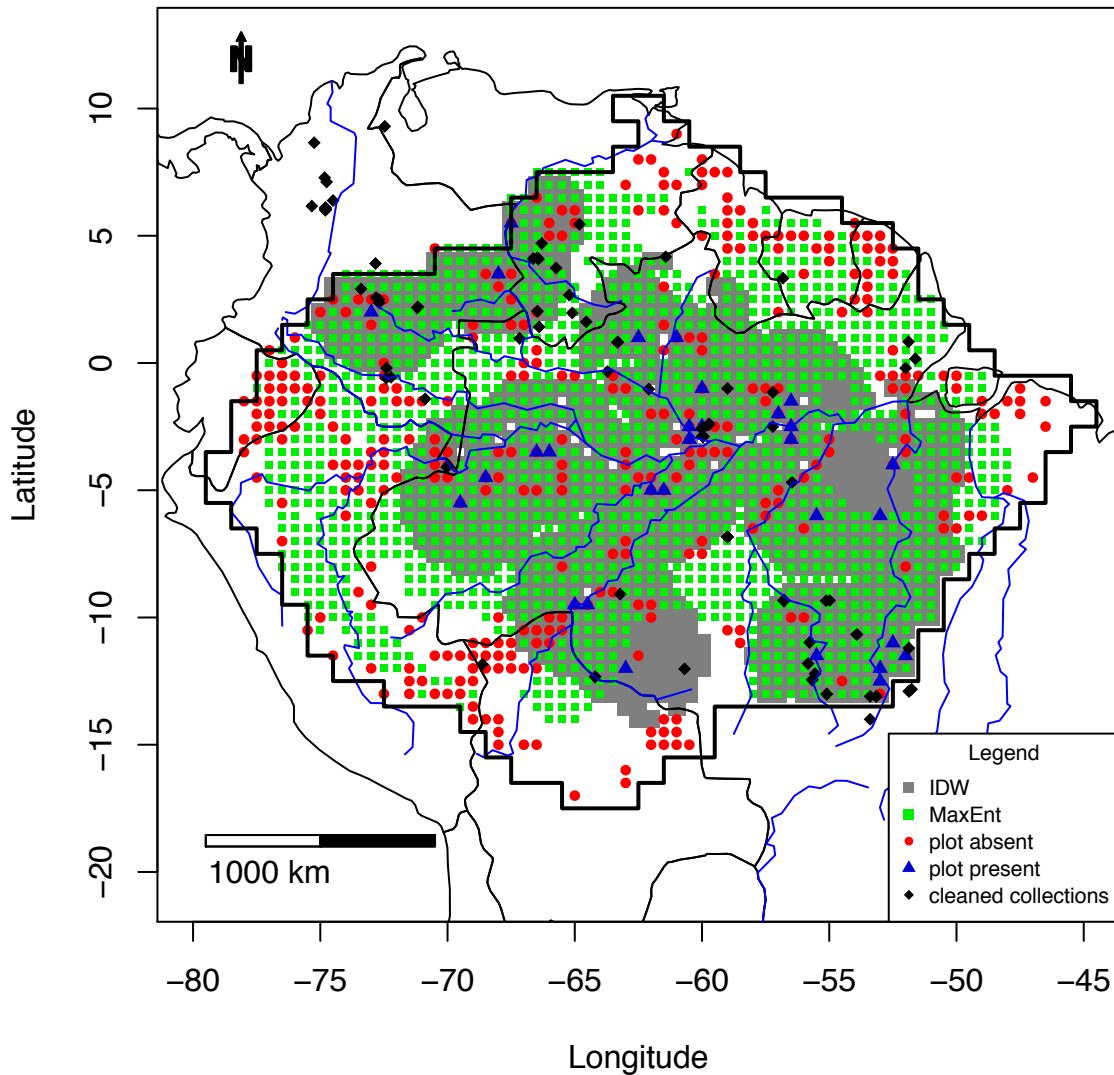 N
10
5
0
−5
−10
−15
−20
Latitude
1000 km
Legend
IDW
MaxEnt
plot absent
plot present
cleaned collections
−80 −75 −70 −65 −60 −55 −50 −45
Longitude